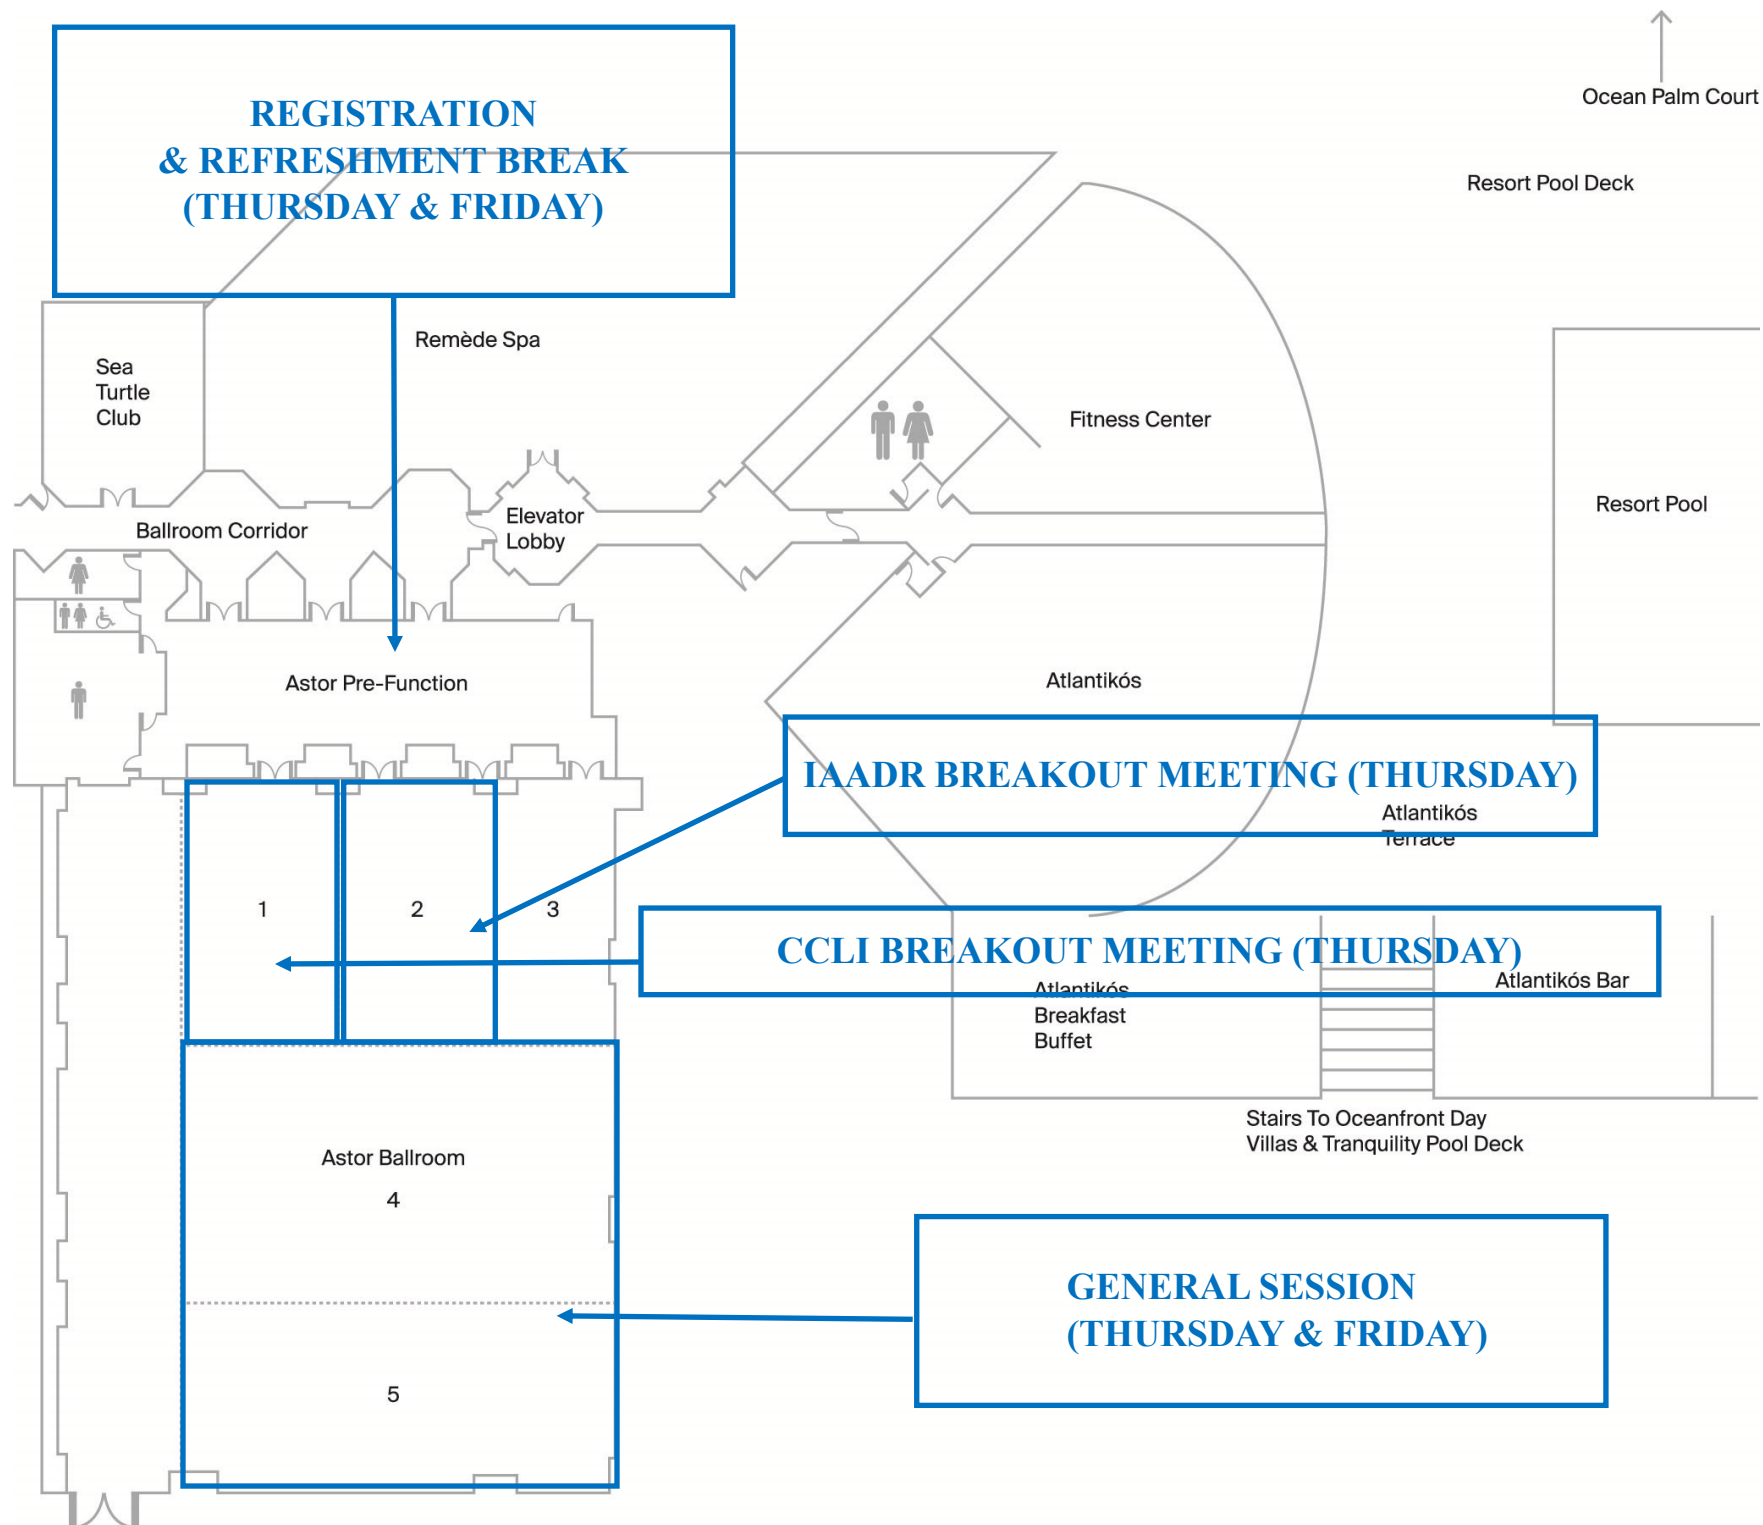 REGISTRATION
& REFRESHMENT BREAK
(THURSDAY & FRIDAY)
Ocean Palm Court
Resort Pool Deck
Remède Spa
Sea
Turtle
Club
Fitness Center
Resort Pool
Ballroom Corridor
Elevator
Lobby
Astor Pre-Function
Atlantikós
IAADR BREAKOUT MEETING (THURSDAY)
Atlantikós
Terrace
1
2
3
CCLI BREAKOUT MEETING (THURSDAY)
Atlantikós
Breakfast
Buffet
Atlantikós Bar
Stairs To Oceanfront Day
Villas & Tranquility Pool Deck
Astor Ballroom
4
GENERAL SESSION
(THURSDAY & FRIDAY)
5